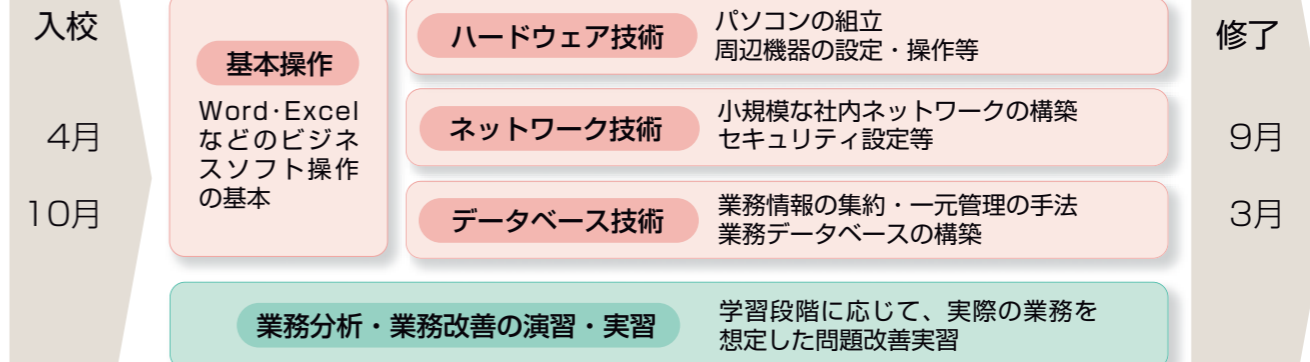 入校
4月
10月
基本操作
Word･Excel
などのビジネ
スソフト操作
の基本
ハードウェア技術
パソコンの組立
周辺機器の設定・操作等
ネットワーク技術
小規模な社内ネットワークの構築
セキュリティ設定等
データベース技術
業務情報の集約・一元管理の手法
業務データベースの構築
業務分析・業務改善の演習・実習
学習段階に応じて、実際の業務を
想定した問題改善実習
修了
9月
3月